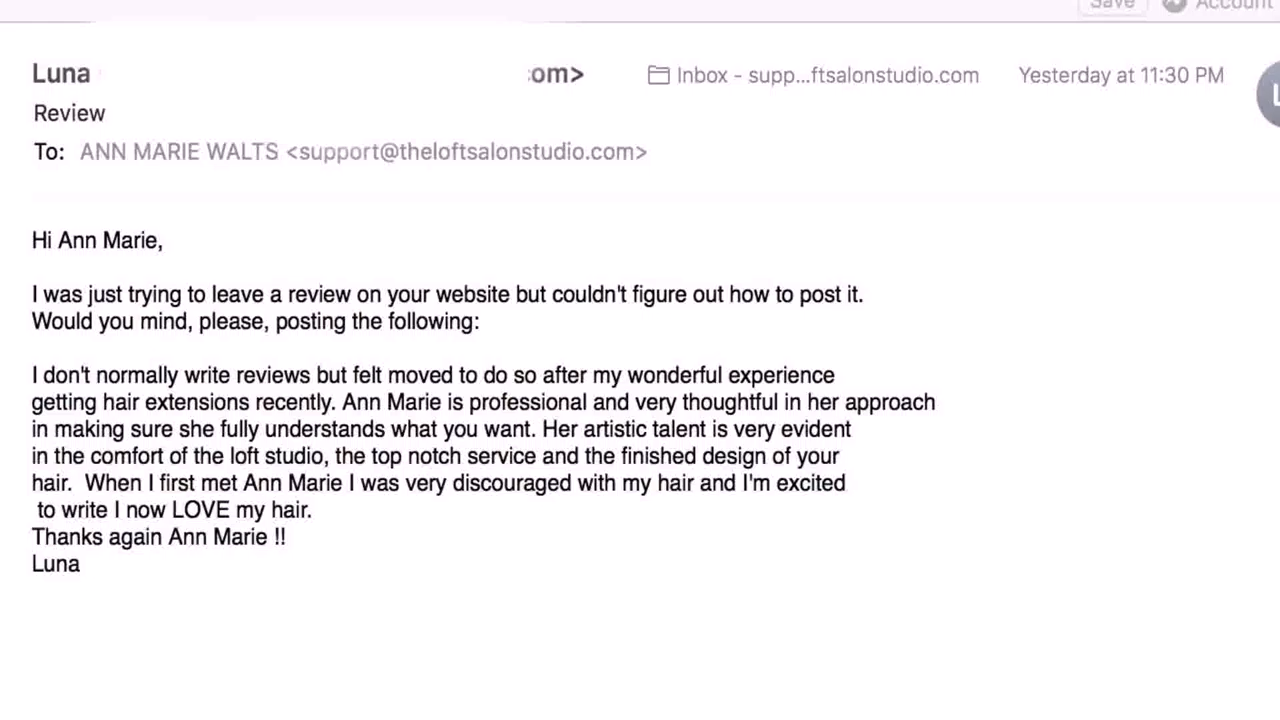 Save Account
Luna om> Inbox - supp...ftsalonstudio.com Yesterday at 11:30 PM
Review
To: ANN MARIE WALTS <support@theloftsalonstudio.com>
Hi Ann Marie,
I was just trying to leave a review on your website but couldn't figure out how to post it.
Would you mind, please, posting the following:
I don't normally write reviews but felt moved to do so after my wonderful experience
getting hair extensions recently. Ann Marie is professional and very thoughtful in her approach
in making sure she fully understands what you want. Her artistic talent is very evident
in the comfort of the loft studio, the top notch service and the finished design of your
hair.  When I first met Ann Marie I was very discouraged with my hair and I'm excited
to write I now LOVE my hair.
Thanks again Ann Marie !!
Luna